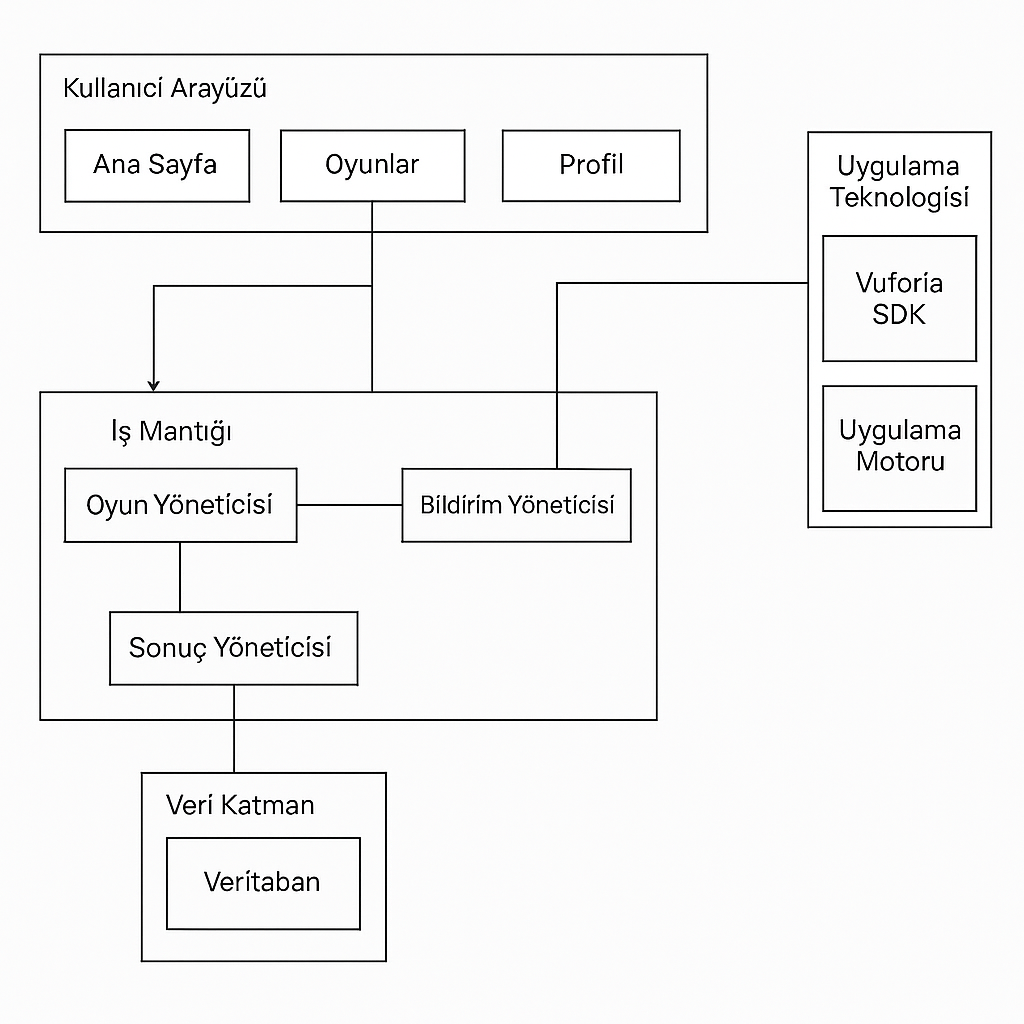 Kullanıcı Arayüzü
Ana Sayfa
Oyunlar
Profil
Uygulama
Teknologisi
Vuforia
SDK
Uygulama
Motoru
İş Mantığı
Oyun Yöneticisi
Bildirim Yöneticisi
Sonuç Yöneticisi
Veri Katman
Veritaban